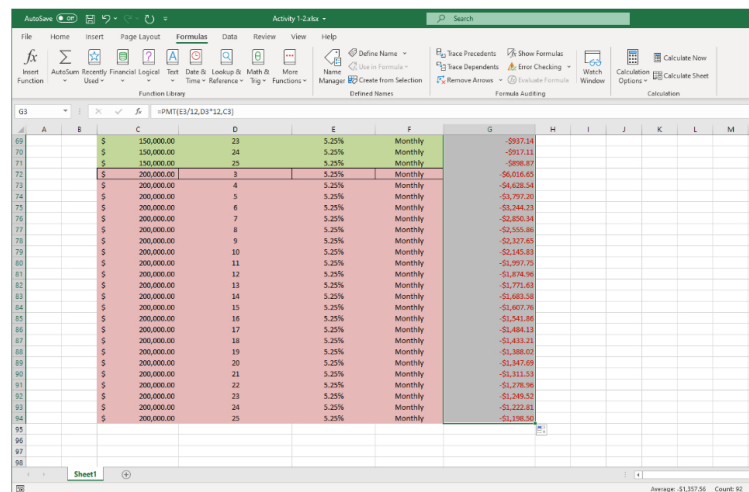 AutoSave Off Activity 1-2.xlsx Search
File Home Insert Page Layout Formulas Data Review View Help
Insert Function
AutoSum
Recently Used
Financial
Logical
Text
Date & Time
Lookup & Reference
Math & Trig
More Functions
Function Library
Name Manager
Define Name
Use in Formula
Create from Selection
Defined Names
Trace Precedents
Trace Dependents
Remove Arrows
Show Formulas
Error Checking
Evaluate Formula
Formula Auditing
Watch Window
Calculation Options
Calculate Now
Calculate Sheet
Calculation
G3 fx =PMT(E3/12,D3*12,C3)
A B C D E F G H I J K L M
69 $ 150,000.00 23 5.25% Monthly -$937.14
70 $ 150,000.00 24 5.25% Monthly -$917.11
71 $ 150,000.00 25 5.25% Monthly -$898.87
72 $ 200,000.00 3 5.25% Monthly -$6,016.65
73 $ 200,000.00 4 5.25% Monthly -$4,628.54
74 $ 200,000.00 5 5.25% Monthly -$3,797.20
75 $ 200,000.00 6 5.25% Monthly -$3,244.23
76 $ 200,000.00 7 5.25% Monthly -$2,850.34
77 $ 200,000.00 8 5.25% Monthly -$2,555.86
78 $ 200,000.00 9 5.25% Monthly -$2,327.65
79 $ 200,000.00 10 5.25% Monthly -$2,145.83
80 $ 200,000.00 11 5.25% Monthly -$1,997.75
81 $ 200,000.00 12 5.25% Monthly -$1,874.96
82 $ 200,000.00 13 5.25% Monthly -$1,771.63
83 $ 200,000.00 14 5.25% Monthly -$1,683.58
84 $ 200,000.00 15 5.25% Monthly -$1,607.76
85 $ 200,000.00 16 5.25% Monthly -$1,541.86
86 $ 200,000.00 17 5.25% Monthly -$1,484.13
87 $ 200,000.00 18 5.25% Monthly -$1,433.21
88 $ 200,000.00 19 5.25% Monthly -$1,388.02
89 $ 200,000.00 20 5.25% Monthly -$1,347.69
90 $ 200,000.00 21 5.25% Monthly -$1,311.53
91 $ 200,000.00 22 5.25% Monthly -$1,278.96
92 $ 200,000.00 23 5.25% Monthly -$1,249.52
93 $ 200,000.00 24 5.25% Monthly -$1,222.81
94 $ 200,000.00 25 5.25% Monthly -$1,198.50
95
96
97
98
Sheet1
Average: -$1,357.56 Count: 92